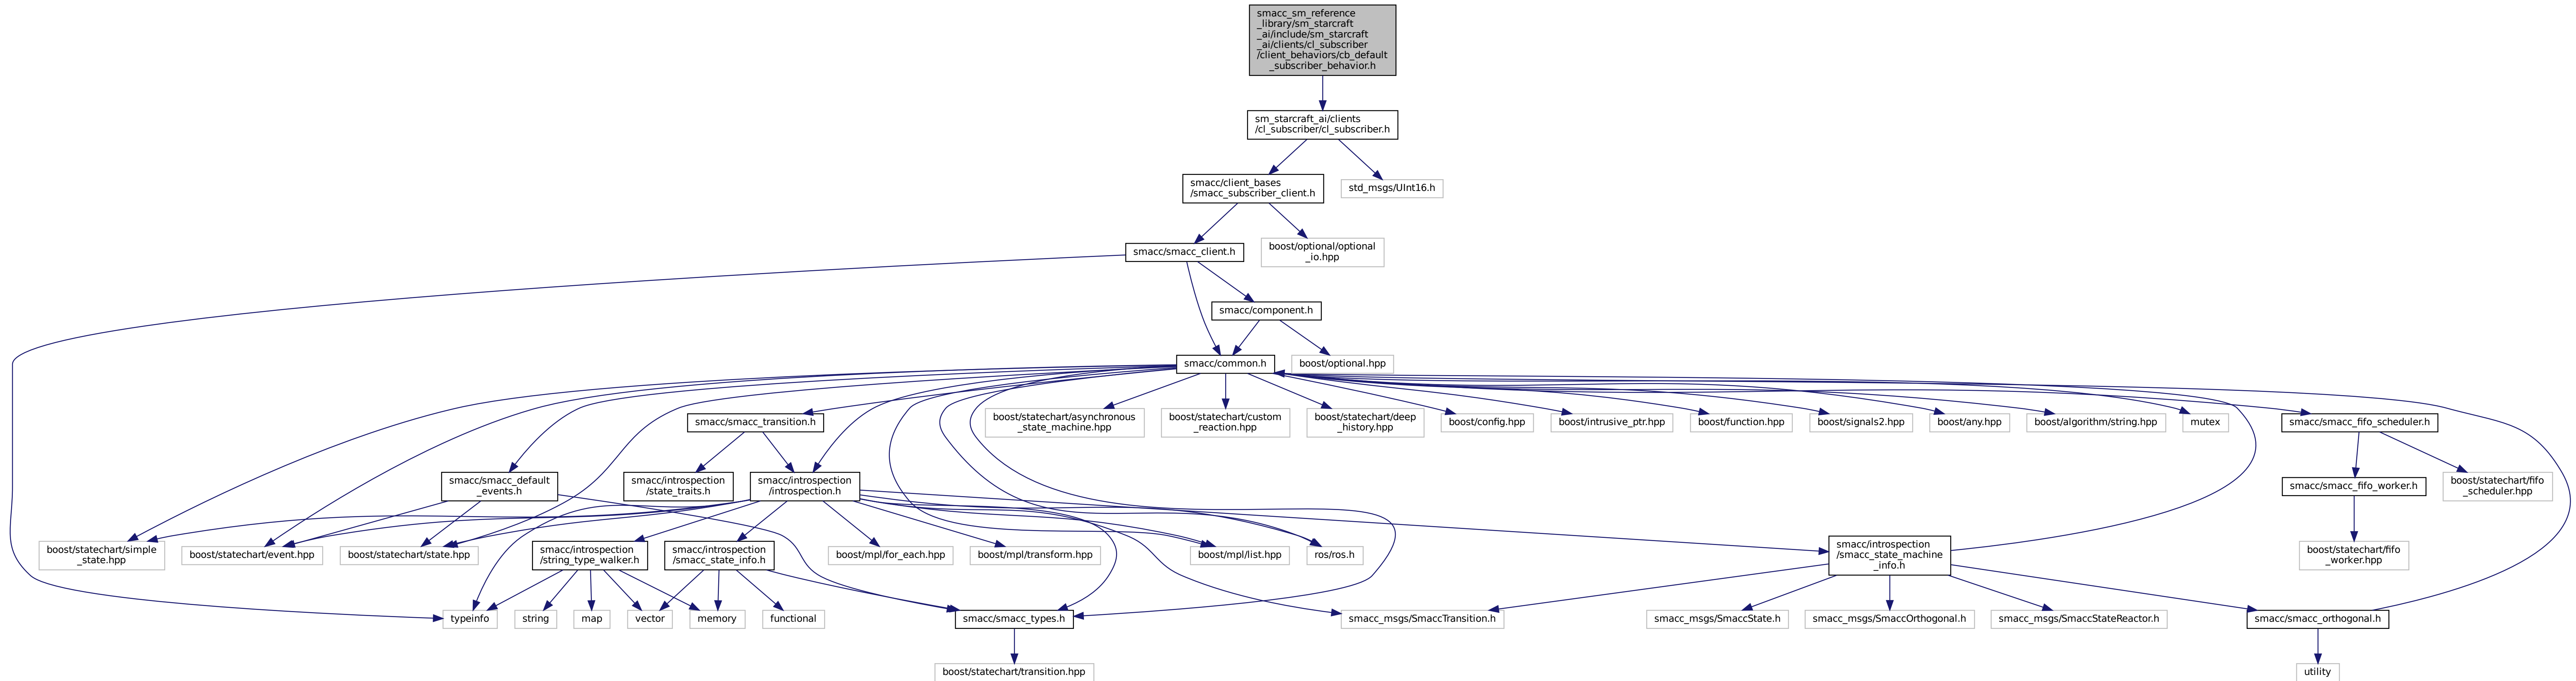 smacc_sm_reference
_library/sm_starcraft
_ai/include/sm_starcraft
_ai/clients/cl_subscriber
/client_behaviors/cb_default
_subscriber_behavior.h
sm_starcraft_ai/clients
/cl_subscriber/cl_subscriber.h
smacc/client_bases
/smacc_subscriber_client.h
std_msgs/UInt16.h
smacc/smacc_client.h
boost/optional/optional
_io.hpp
smacc/component.h
smacc/common.h
boost/optional.hpp
smacc/smacc_transition.h
boost/statechart/asynchronous
_state_machine.hpp
boost/statechart/custom
_reaction.hpp
boost/statechart/deep
_history.hpp
boost/config.hpp
boost/intrusive_ptr.hpp
boost/function.hpp
boost/signals2.hpp
boost/any.hpp
boost/algorithm/string.hpp
mutex
smacc/smacc_fifo_scheduler.h
smacc/smacc_default
_events.h
smacc/introspection
/state_traits.h
smacc/introspection
/introspection.h
smacc/smacc_fifo_worker.h
boost/statechart/fifo
_scheduler.hpp
boost/statechart/simple
_state.hpp
boost/statechart/event.hpp
boost/statechart/state.hpp
smacc/introspection
/string_type_walker.h
smacc/introspection
/smacc_state_info.h
boost/mpl/for_each.hpp
boost/mpl/transform.hpp
boost/mpl/list.hpp
ros/ros.h
smacc/introspection
/smacc_state_machine
_info.h
boost/statechart/fifo
_worker.hpp
typeinfo
string
map
vector
memory
functional
smacc/smacc_types.h
smacc_msgs/SmaccTransition.h
smacc_msgs/SmaccState.h
smacc_msgs/SmaccOrthogonal.h
smacc_msgs/SmaccStateReactor.h
smacc/smacc_orthogonal.h
boost/statechart/transition.hpp
utility